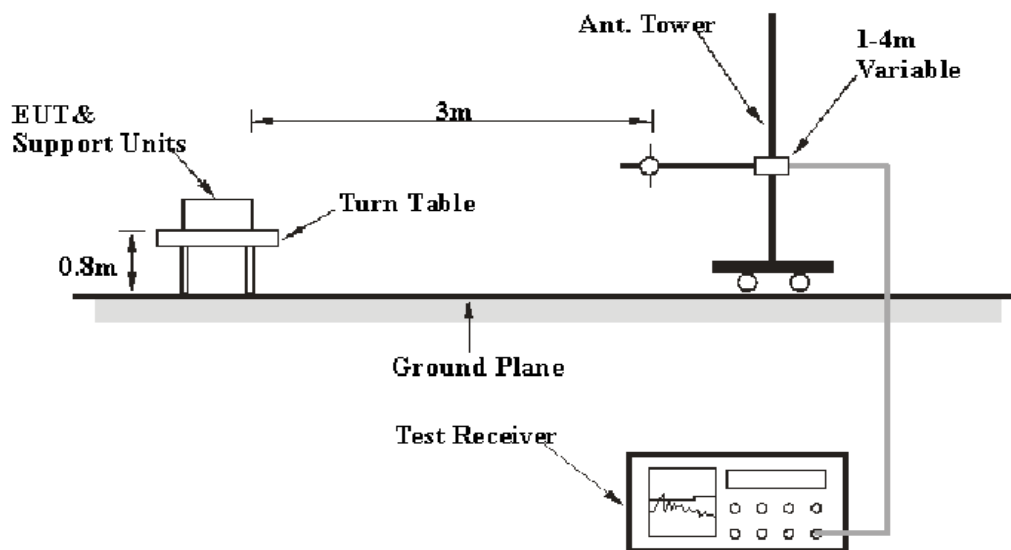 Ant. Tower
1-4m
Variable
3m
EUT&
Support Units
Turn Table
0.8m
Ground Plane
Test Receiver